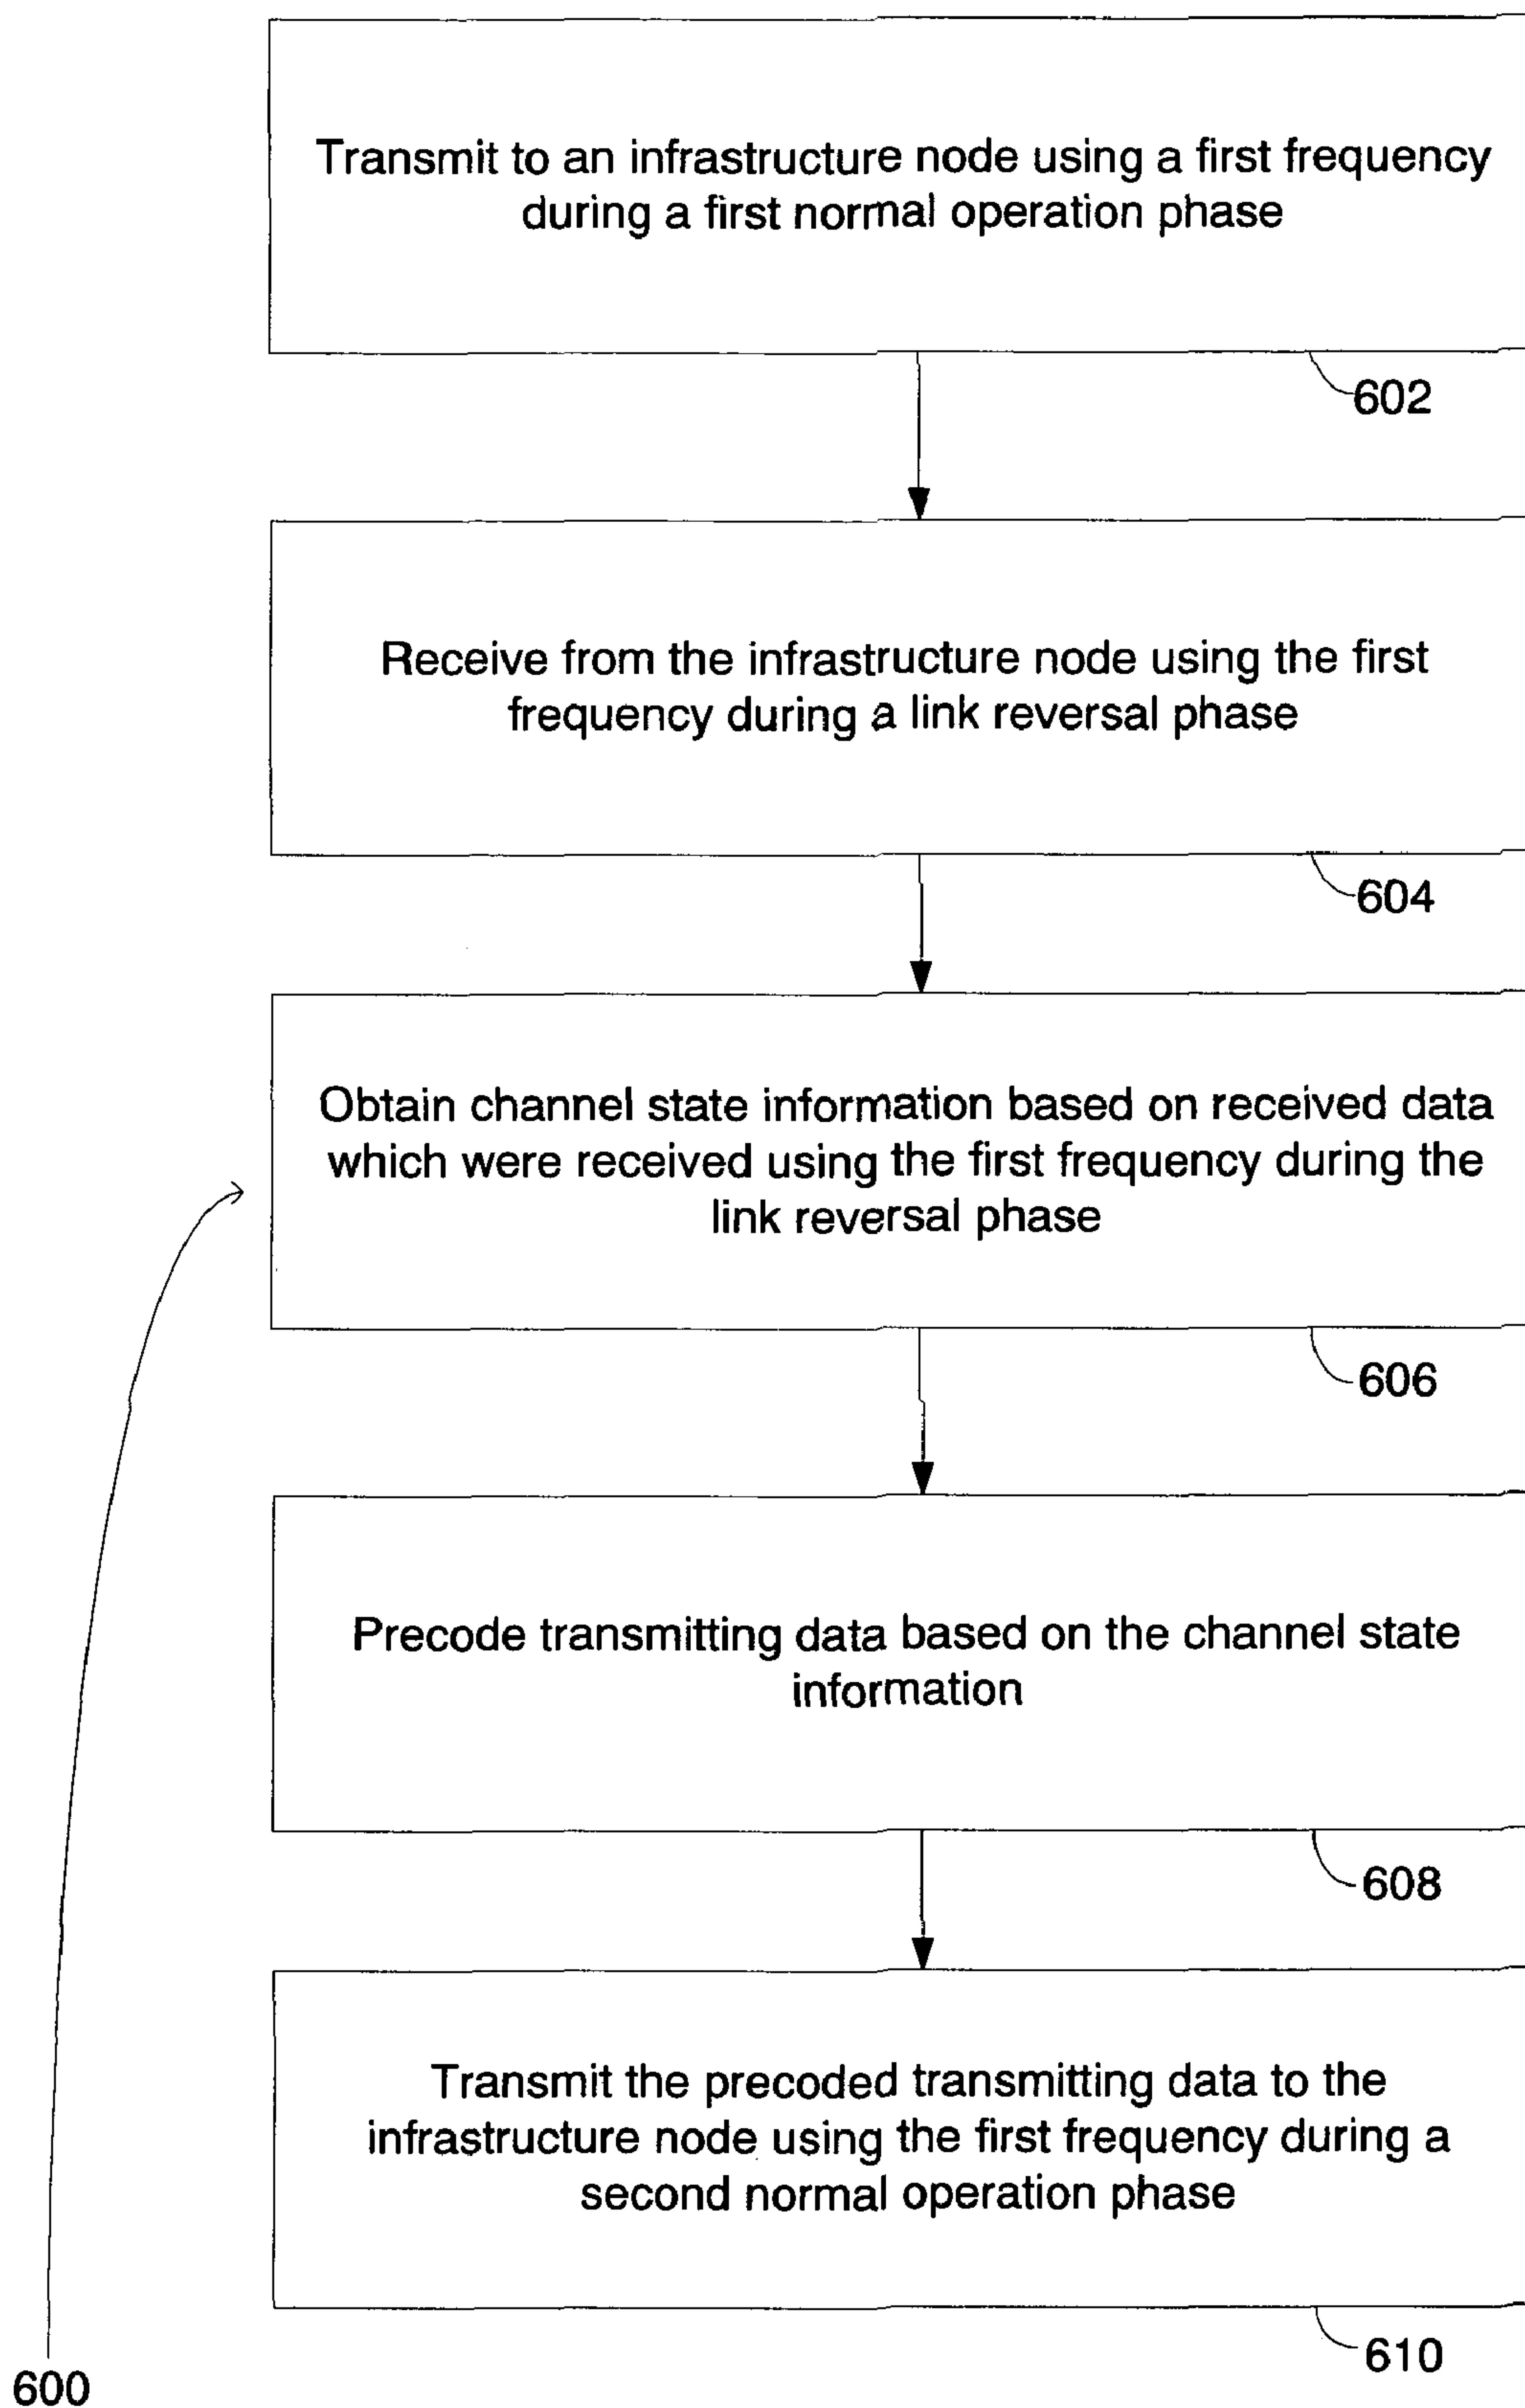 Transmit to an infrastructure node using a first frequency
during a first normal operation phase
602
Receive from the infrastructure node using the first
frequency during a link reversal phase
604
Obtain channel state information based on received data
which were received using the first frequency during the
link reversal phase
606
Precode transmitting data based on the channel state
information
608
Transmit the precoded transmitting data to the
infrastructure node using the first frequency during a
second normal operation phase
610
600